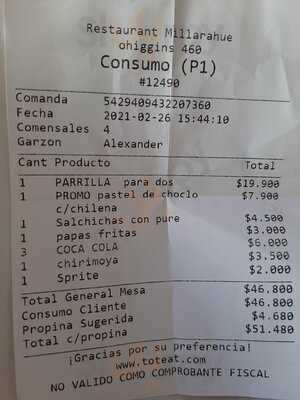 Restaurant Millarahue
ohiggins 460
Consumo (P1)
#12490
Comanda 5429409432207360
Fecha 2021-02-26 15:44:10
Comensales 4
Garzon Alexander
Cant Producto Total
1 PARRILLA para dos $19.900
1 PROMO pastel de choclo $7.900
c/chilena
1 Salchichas con pure $4.500
1 papas fritas $3.000
3 COCA COLA $6.000
1 chirimoya $3.500
1 Sprite $2.000
Total General Mesa $46.800
Consumo Cliente $46.800
Propina Sugerida $4.680
Total c/propina $51.480
¡Gracias por su preferencia!
www.toteat.com
NO VALIDO COMO COMPROBANTE FISCAL